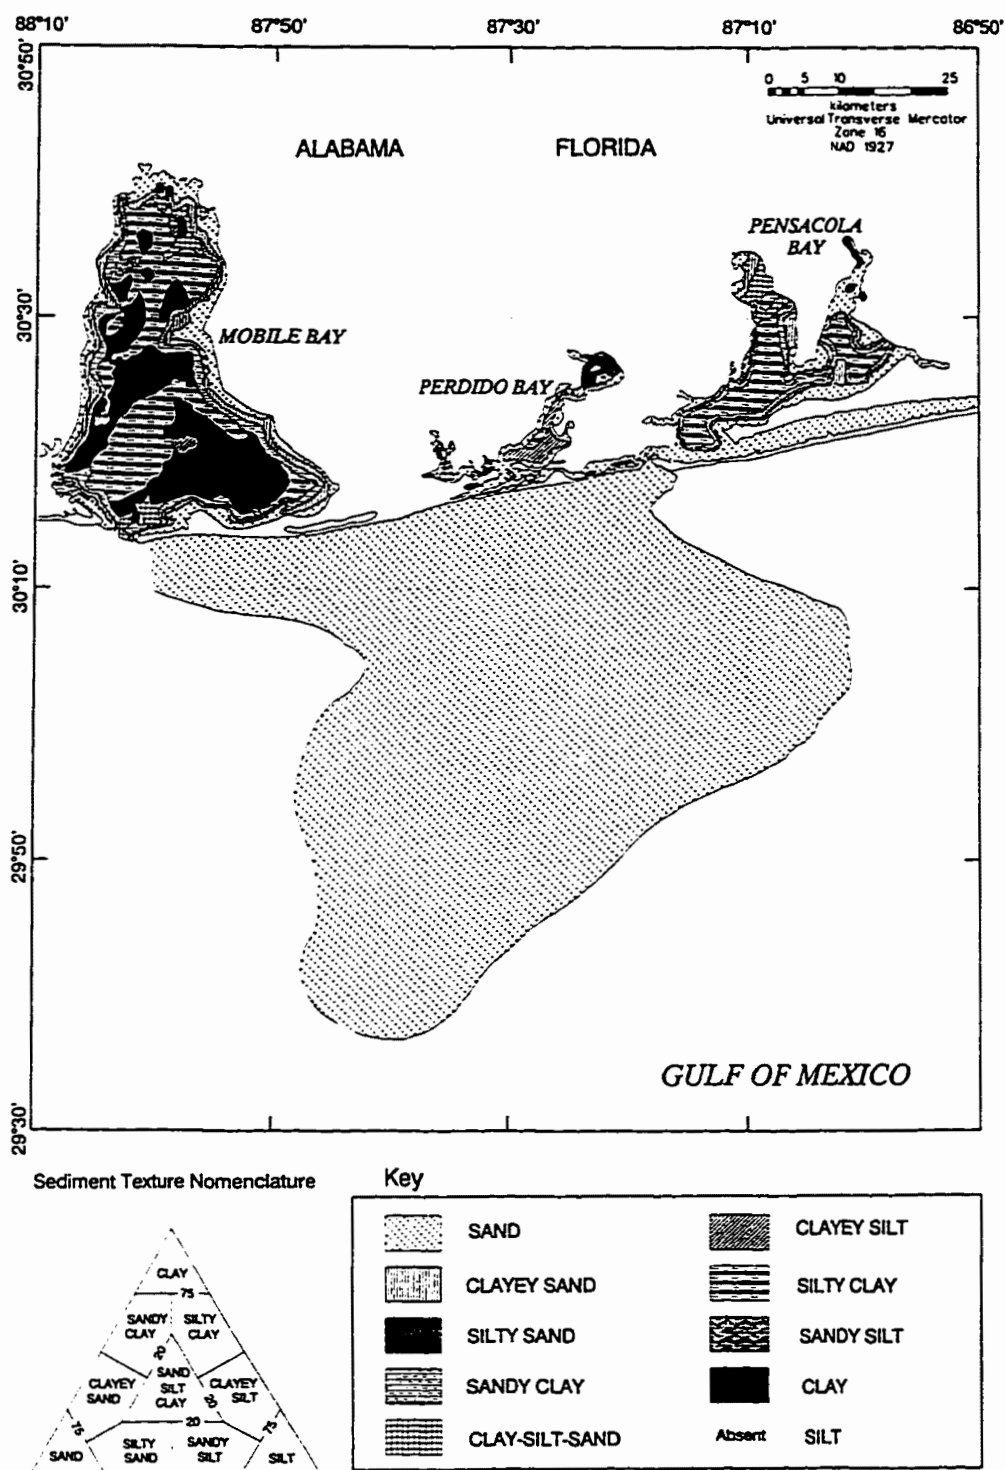 88°10' 87°50' 87°30' 87°10' 86°50'
30°50'
0 5 10 25
kilometers
Universal Transverse Mercator
Zone 16
NAD 1927
ALABAMA FLORIDA
PENSACOLA
BAY
30°30'
MOBILE BAY
PERDIDO BAY
30°10'
29°50'
GULF OF MEXICO
29°30'
Sediment Texture Nomenclature
CLAY
75
SANDY
CLAY
SILTY
CLAY
20
CLAYEY
SAND
SAND
SILT
CLAY
CLAYEY
SILT
20
75
20
75
SAND
SILTY
SAND
SANDY
SILT
SILT
Key
SAND
CLAYEY SAND
SILTY SAND
SANDY CLAY
CLAY-SILT-SAND
CLAYEY SILT
SILTY CLAY
SANDY SILT
CLAY
Absent SILT